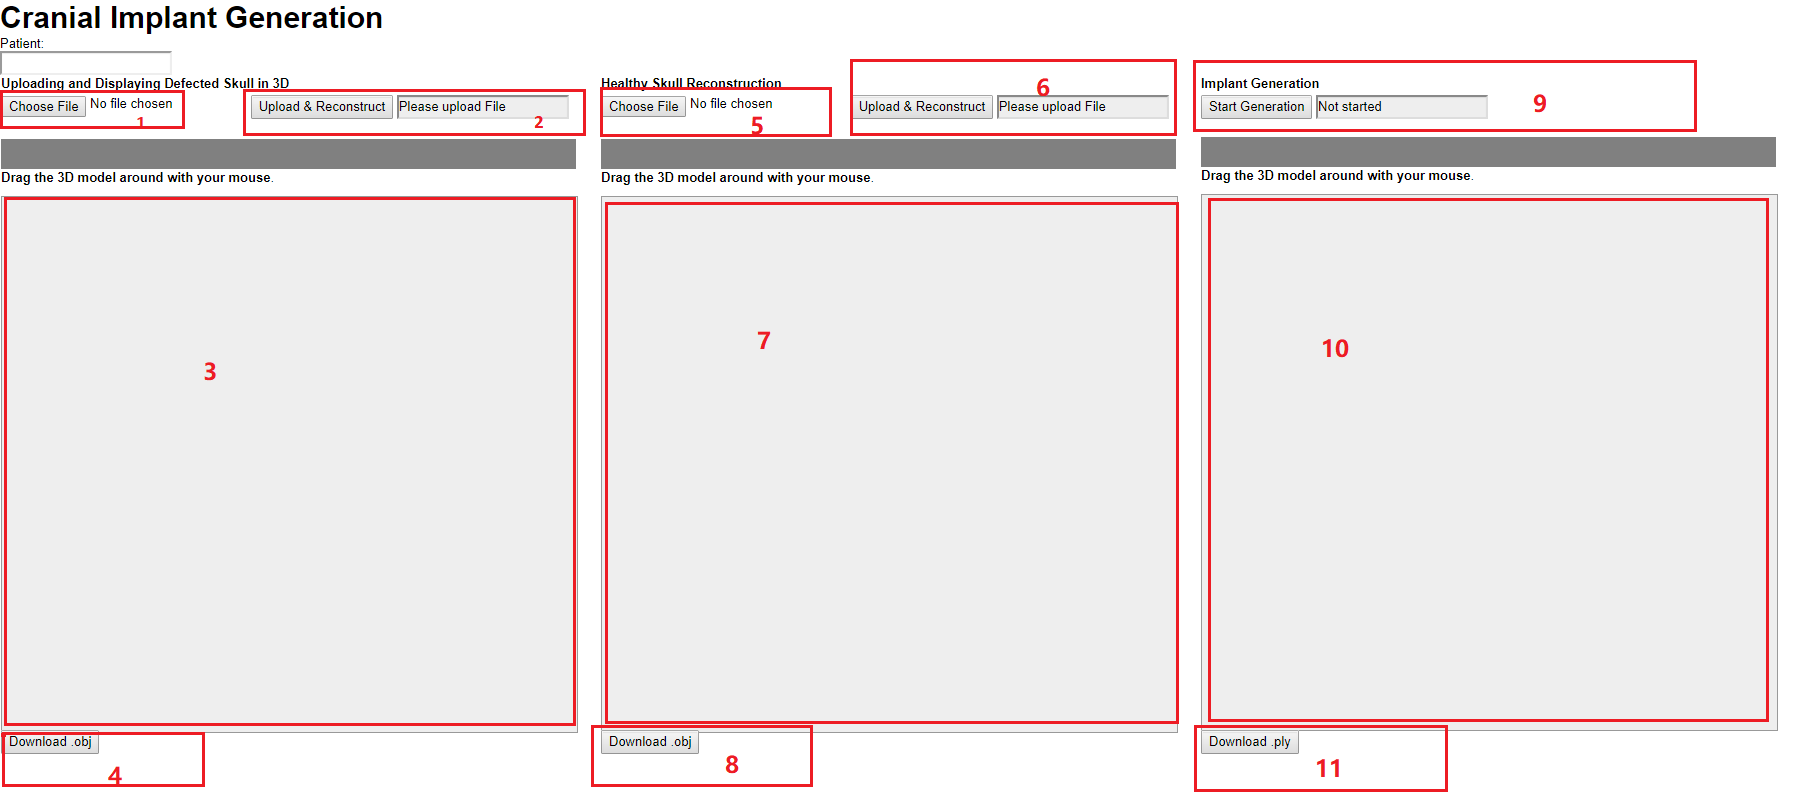 Cranial Implant Generation
Patient:
Uploading and Displaying Defected Skull in 3D
Choose File No file chosen
1
Upload & Reconstruct Please upload File
2
Drag the 3D model around with your mouse.
3
Download .obj
4
Healthy Skull Reconstruction
Choose File No file chosen
5
6
Upload & Reconstruct Please upload File
Drag the 3D model around with your mouse.
7
Download .obj
8
Implant Generation
Start Generation Not started
9
Drag the 3D model around with your mouse.
10
Download .ply
11